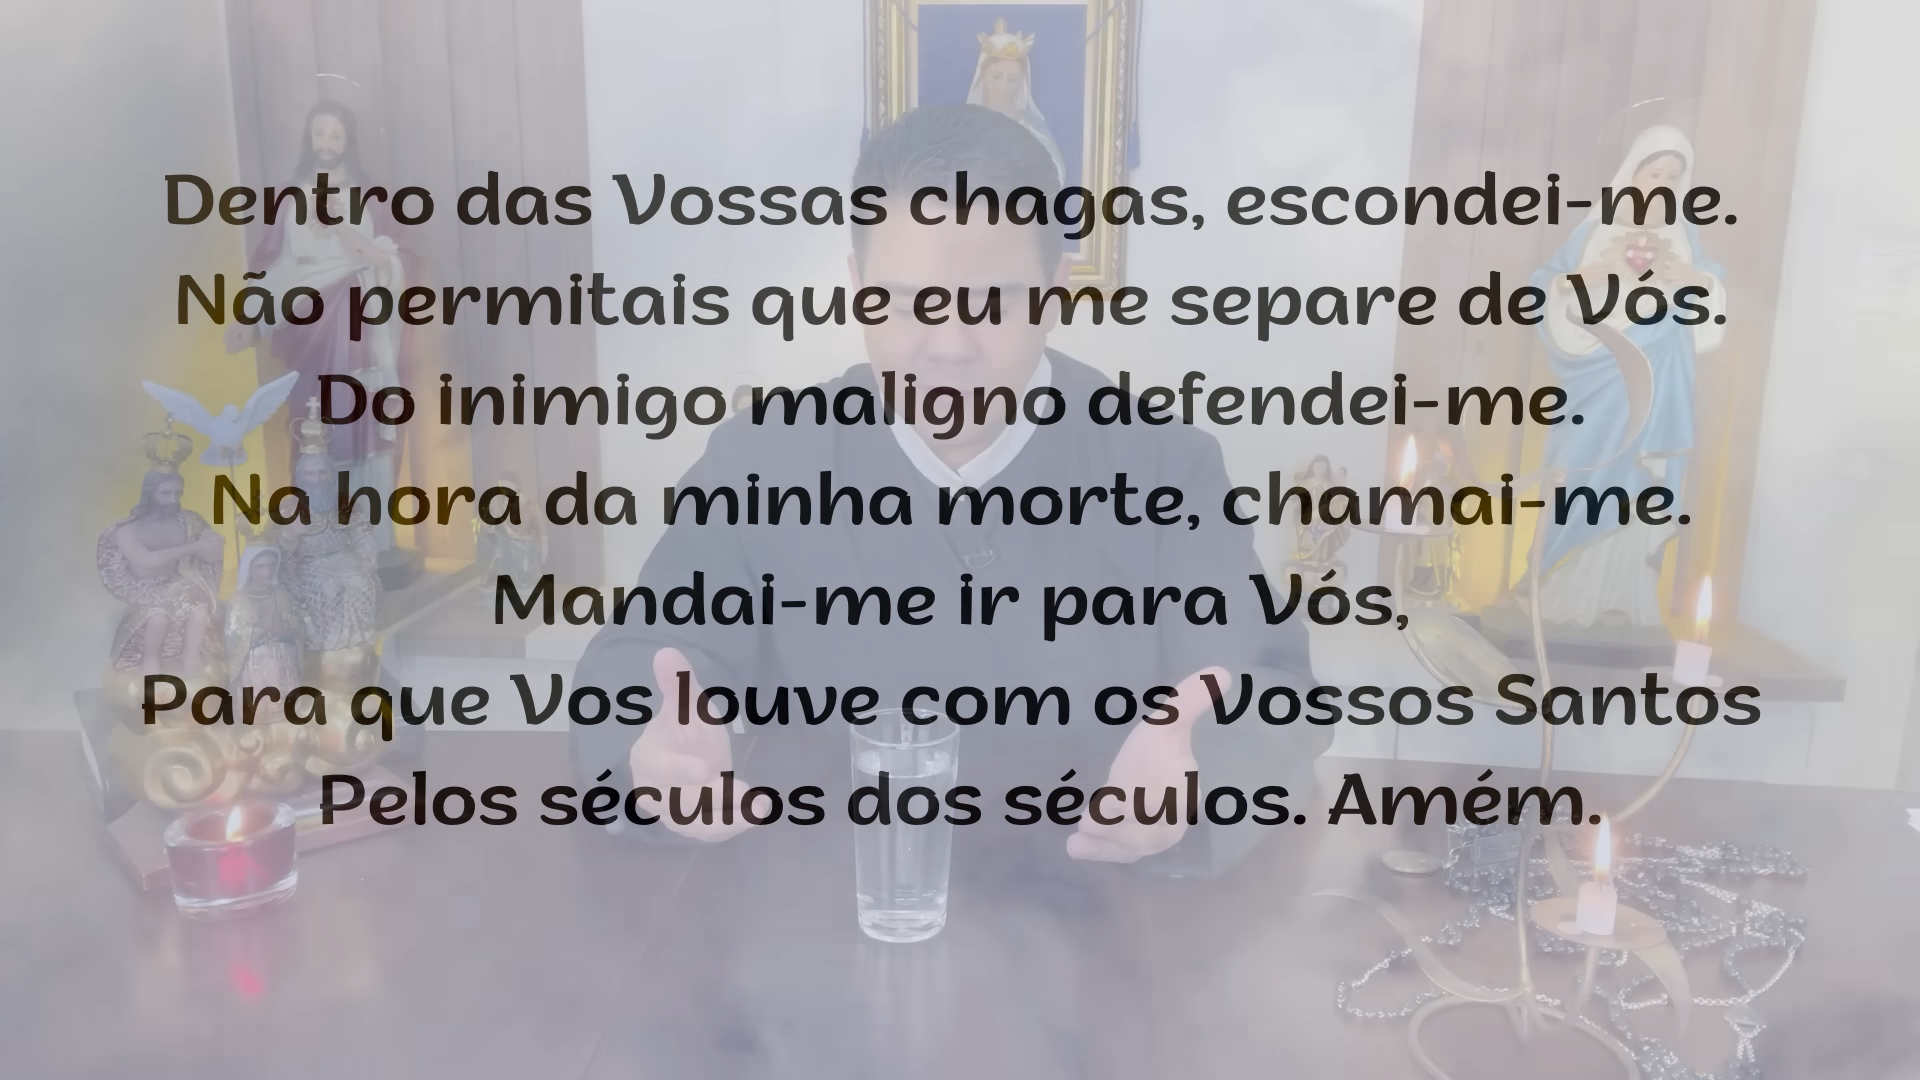 Dentro das Vossas chagas, escondei-me.
Não permitais que eu me separe de Vós.
Do inimigo maligno defendei-me.
Na hora da minha morte, chamai-me.
Mandai-me ir para Vós,
Para que Vos louve com os Vossos Santos
Pelos séculos dos séculos. Amém.